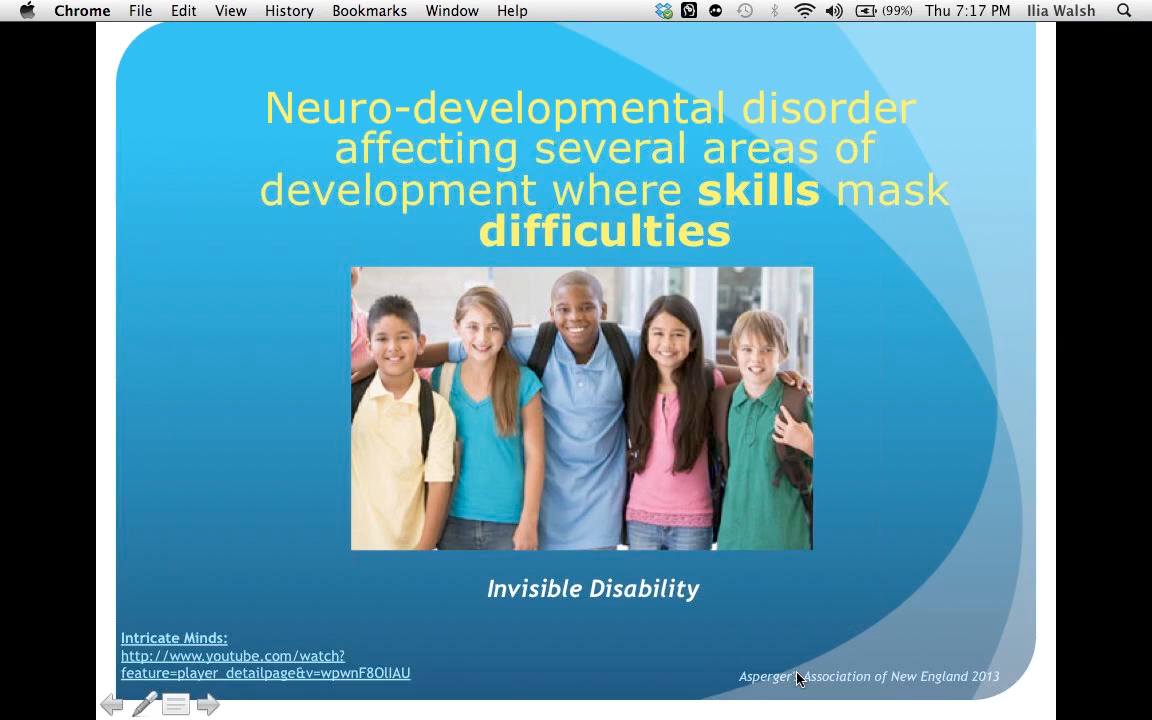 Chrome File Edit View History Bookmarks Window Help (99%) Thu 7:17 PM Ilia Walsh
Neuro-developmental disorder
affecting several areas of
development where skills mask
difficulties
Invisible Disability
Intricate Minds:
http://www.youtube.com/watch?
feature=player_detailpage&v=wpwnF8OlIAU
Asperger's Association of New England 2013